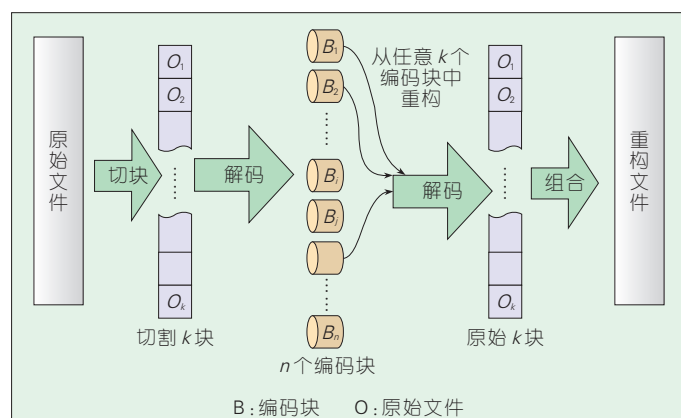 原始文件
切块
O1
O2
……
Ok
切割 k 块
解码
B1
B2
……
Bi
Bj
……
Bn
n 个编码块
从任意 k 个
编码块中
重构
解码
O1
O2
……
Ok
原始 k 块
组合
重构文件
B：编码块 O：原始文件